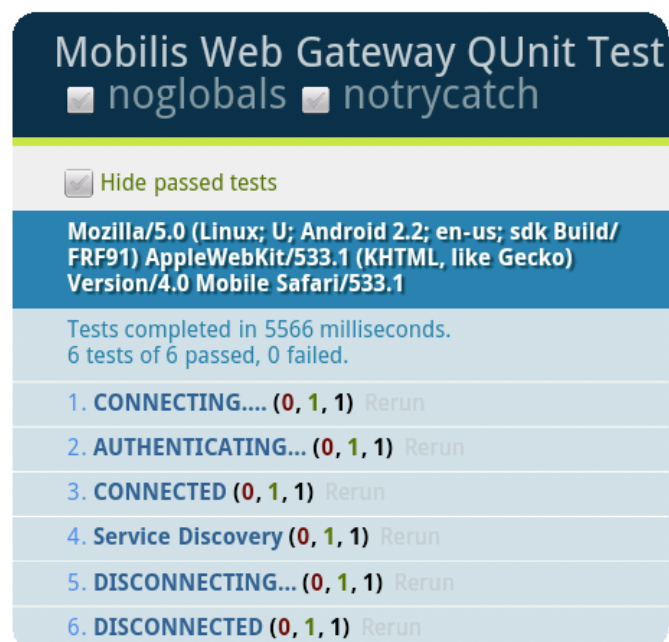 Mobilis Web Gateway QUnit Test
noglobals notrycatch
Hide passed tests
Mozilla/5.0 (Linux; U; Android 2.2; en-us; sdk Build/
FRF91) AppleWebKit/533.1 (KHTML, like Gecko)
Version/4.0 Mobile Safari/533.1
Tests completed in 5566 milliseconds.
6 tests of 6 passed, 0 failed.
1. CONNECTING.... (0, 1, 1) Rerun
2. AUTHENTICATING... (0, 1, 1) Rerun
3. CONNECTED (0, 1, 1) Rerun
4. Service Discovery (0, 1, 1) Rerun
5. DISCONNECTING... (0, 1, 1) Rerun
6. DISCONNECTED (0, 1, 1) Rerun